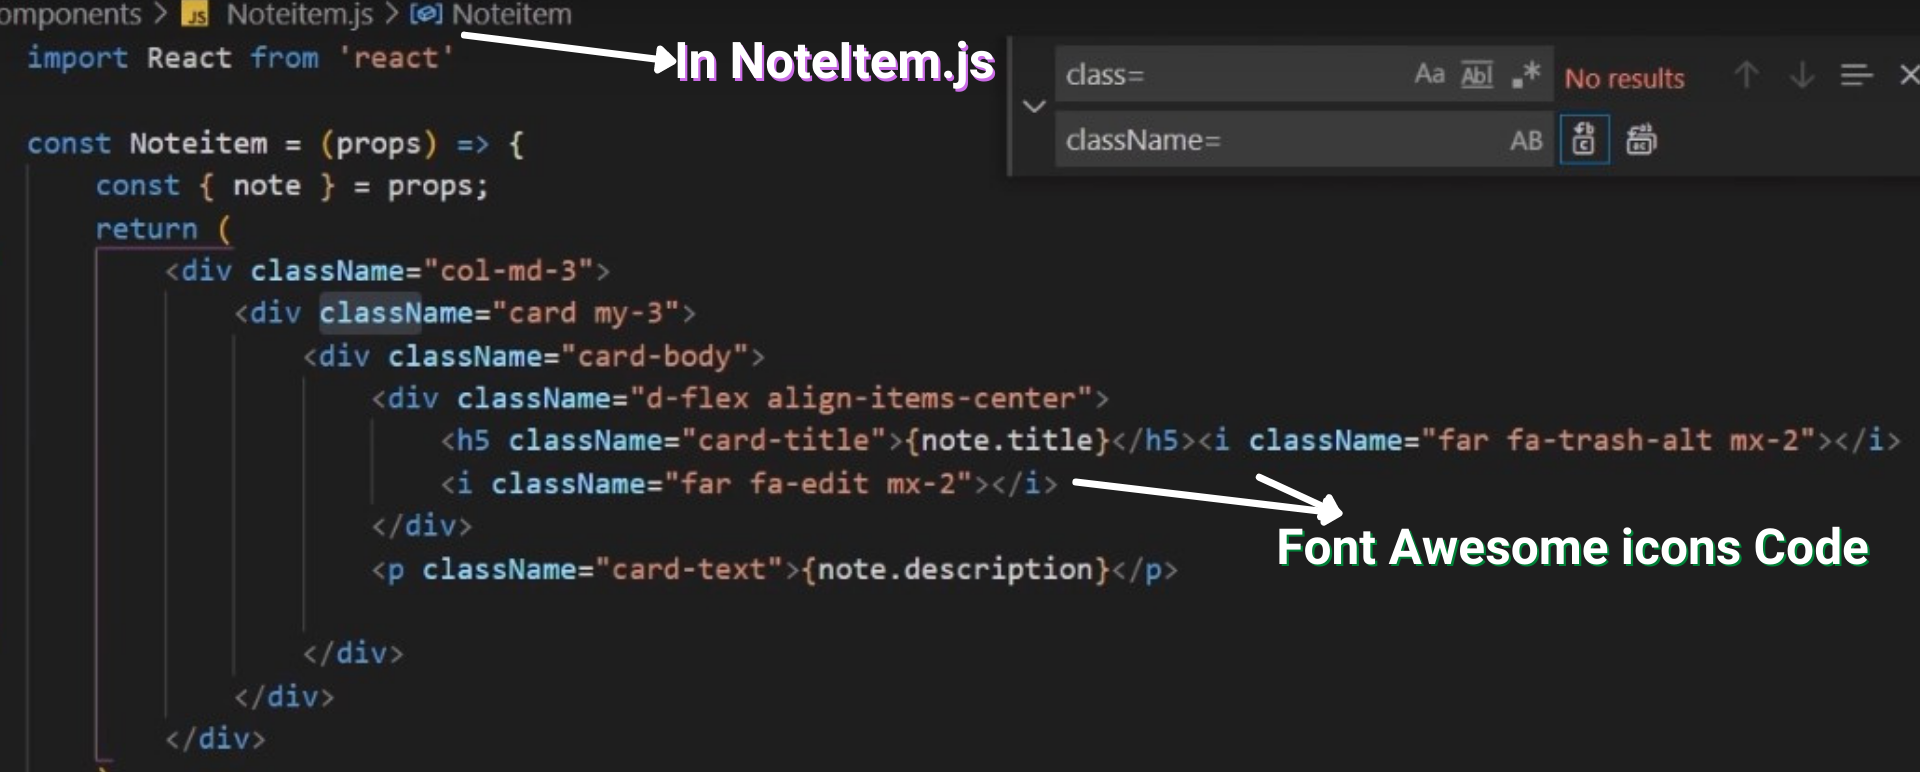 omponents > JS Noteitem.js > Noteitem
import React from 'react'
In NoteItem.js
class=
Aa Abl .*
No results
className=
AB
const Noteitem = (props) => {
const { note } = props;
return (
<div className="col-md-3">
<div className="card my-3">
<div className="card-body">
<div className="d-flex align-items-center">
<h5 className="card-title">{note.title}</h5><i className="far fa-trash-alt mx-2"></i>
<i className="far fa-edit mx-2"></i>
Font Awesome icons Code
</div>
<p className="card-text">{note.description}</p>
</div>
</div>
</div>